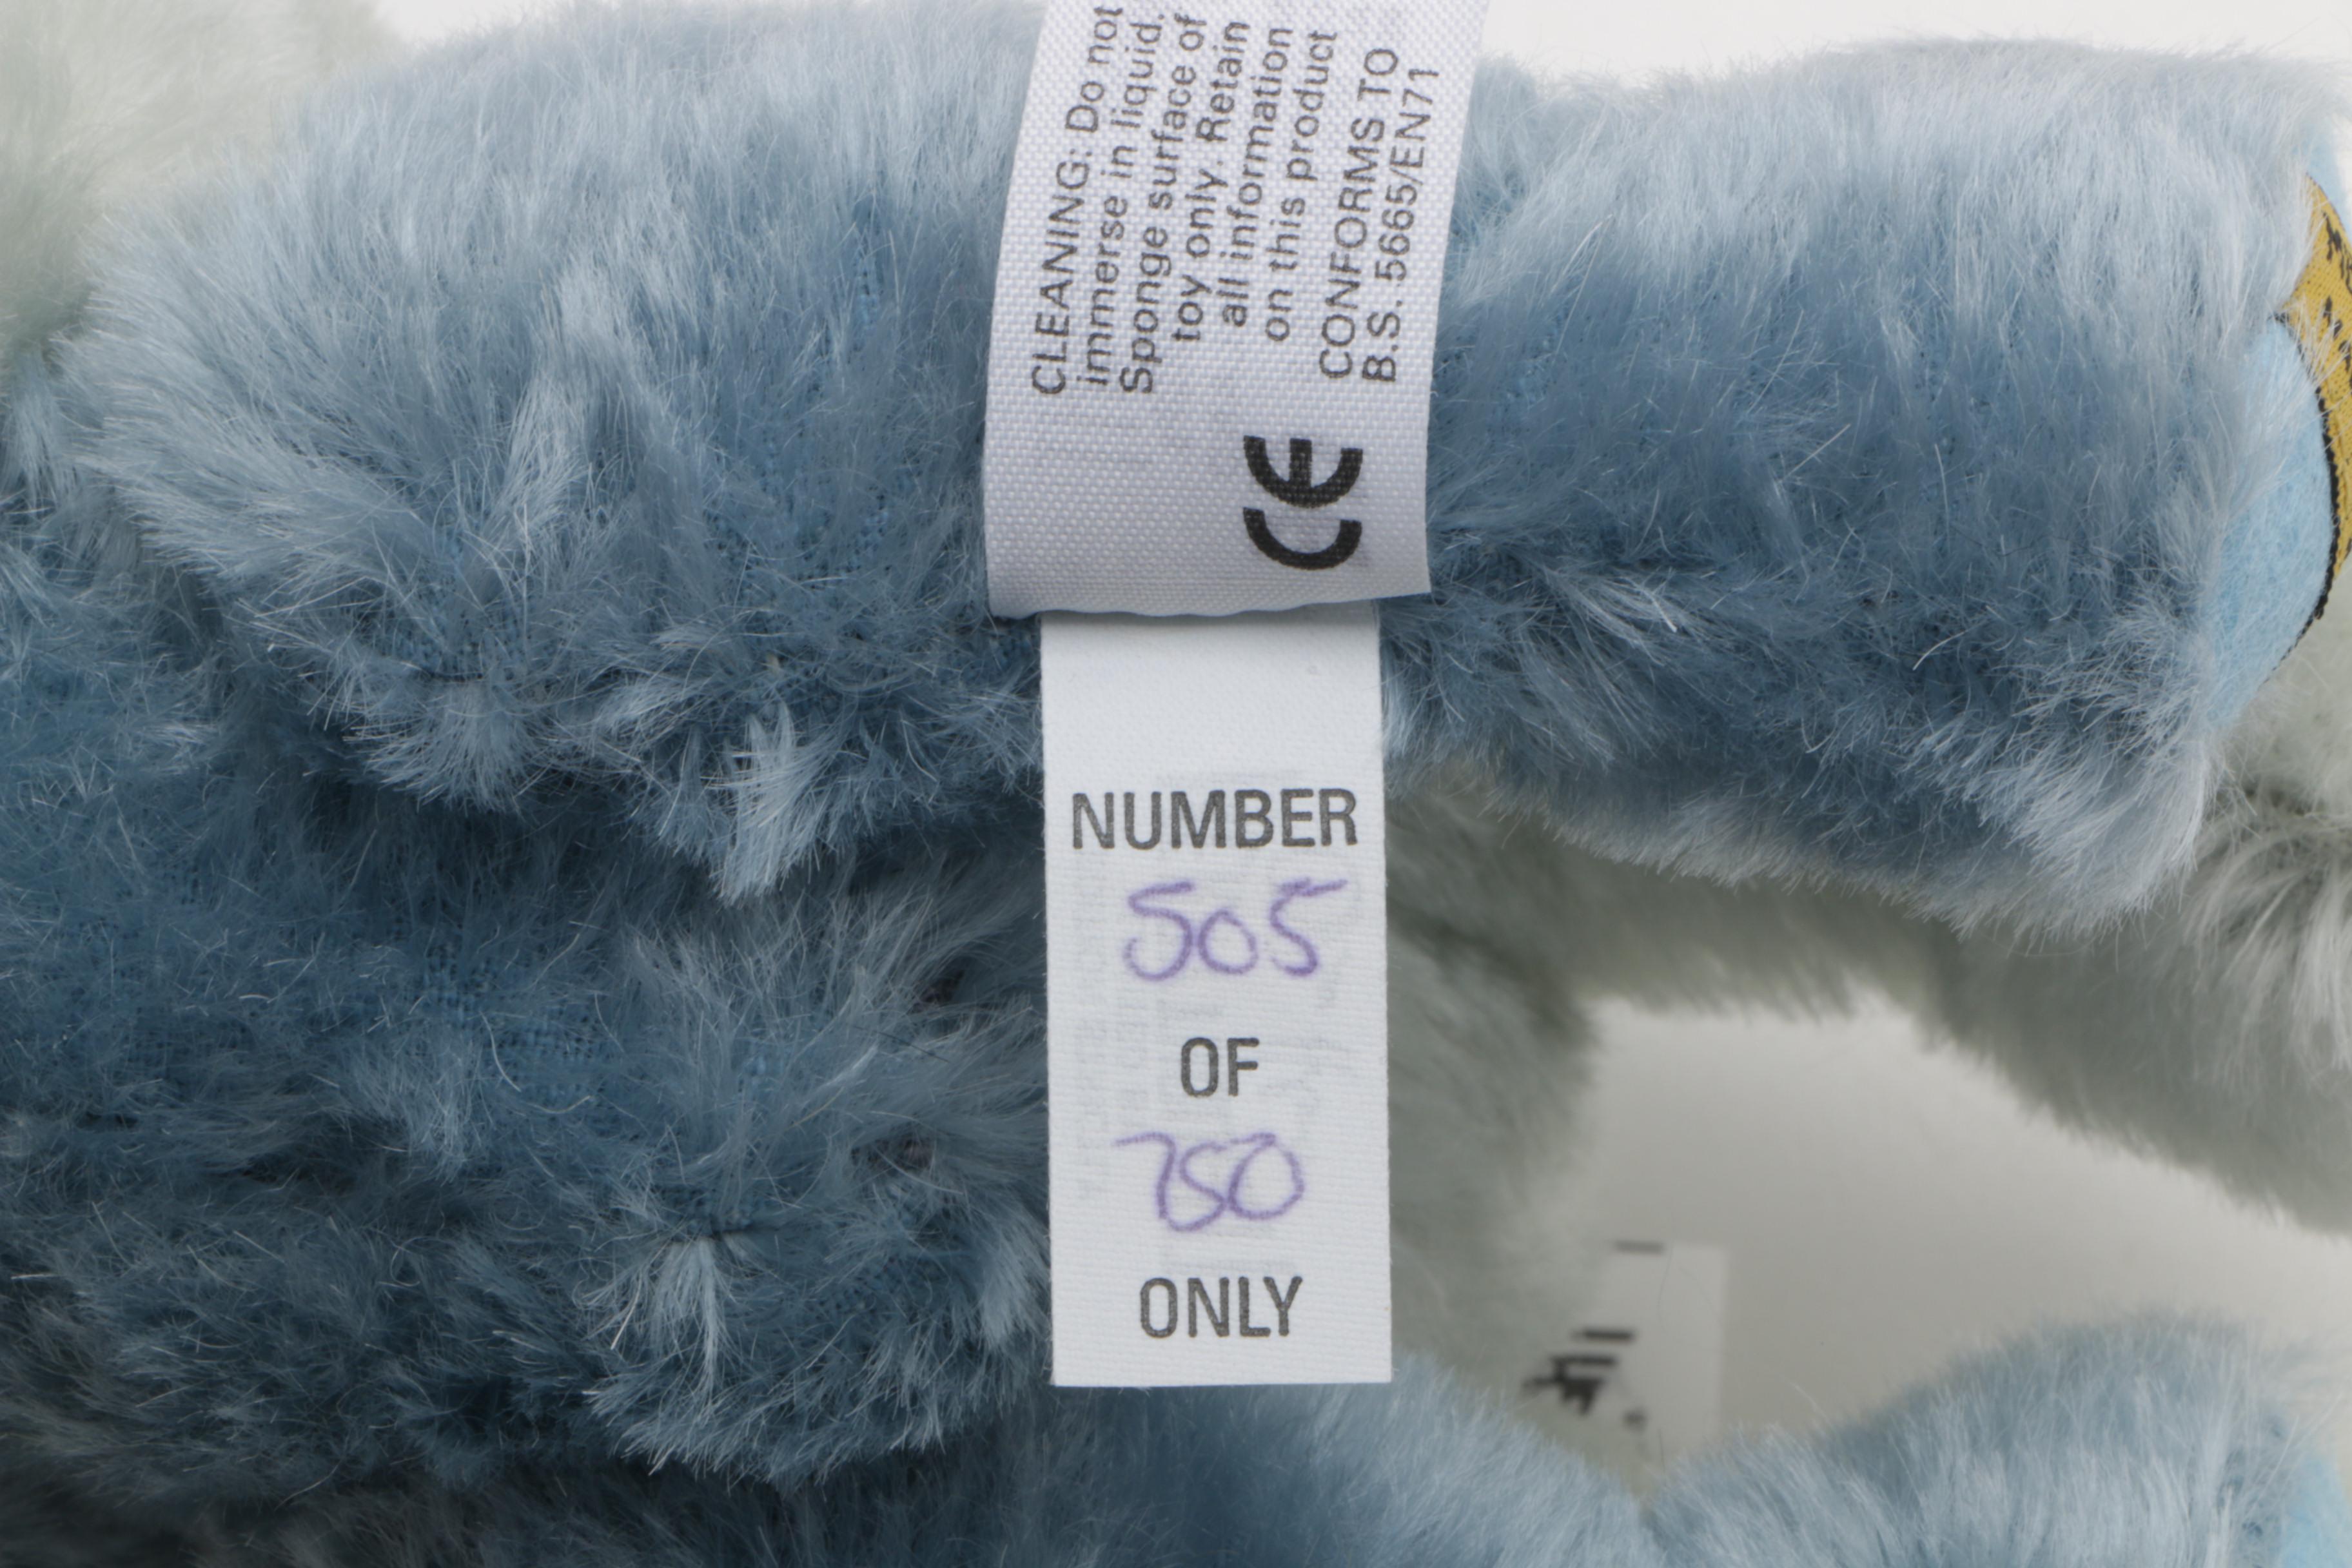 CLEANING: Do not
immerse in liquid.
Sponge surface of
toy only. Retain
all information
on this product
CONFORMS TO
B.S. 5665/EN71
CE
NUMBER
505
OF
750
ONLY